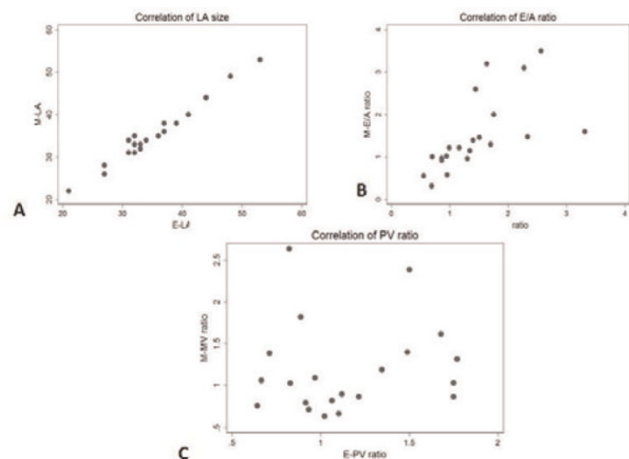 Correlation of LA size
60
50
40
30
20
M-LA
20
30
40
50
60
E-LA
A
Correlation of E/A ratio
4
3
2
1
0
M-E/A ratio
0
1
2
3
4
ratio
B
Correlation of PV ratio
2.5
2
1.5
1
.5
M-MV ratio
.5
1
1.5
2
E-PV ratio
C